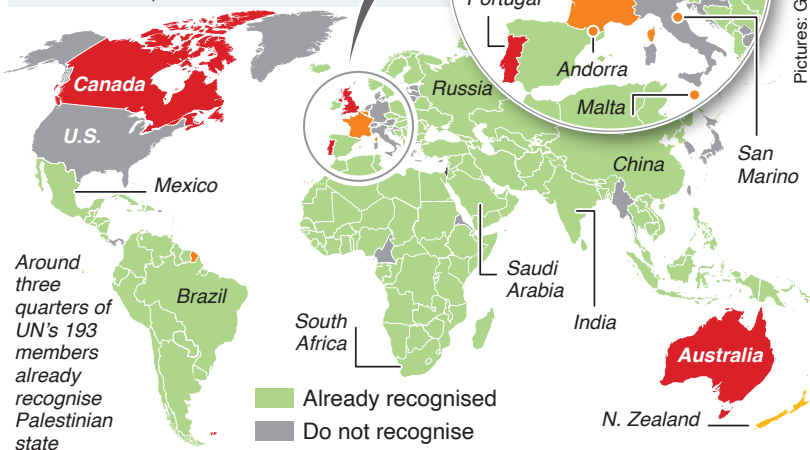 Portugal
Andorra
Malta
San
Marino
Canada
U.S.
Mexico
Russia
China
Around
three
quarters of
UN's 193
members
already
recognise
Palestinian
state
Brazil
South
Africa
Saudi
Arabia
India
Australia
N. Zealand
Already recognised
Do not recognise
Pictures: G